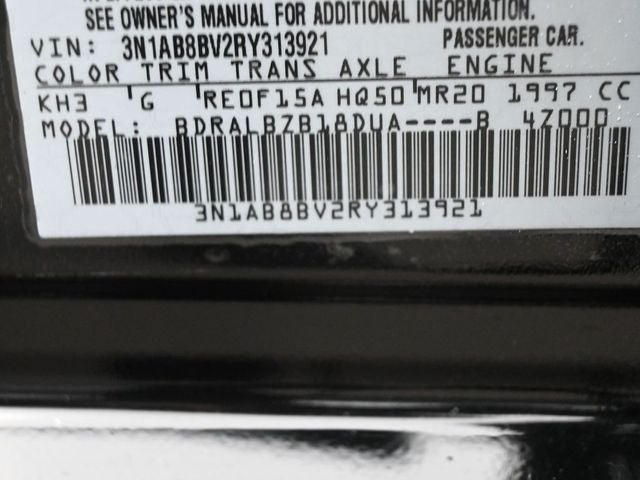 SEE OWNER'S MANUAL FOR ADDITIONAL INFORMATION.
VIN: 3N1AB8BV2RY313921 PASSENGER CAR.
COLOR TRIM TRANS AXLE ENGINE
KH3 'G 'RE0F15A HQ50'MR20 1997 CC
MODEL: BDRALBZB18DUA----B 4Z000
3N1AB8BV2RY313921